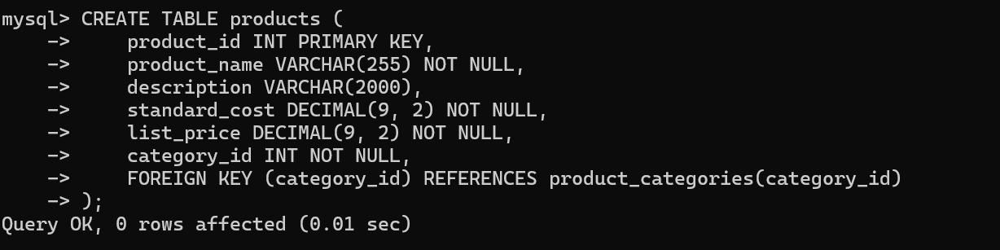 mysql> CREATE TABLE products (
    ->     product_id INT PRIMARY KEY,
    ->     product_name VARCHAR(255) NOT NULL,
    ->     description VARCHAR(2000),
    ->     standard_cost DECIMAL(9, 2) NOT NULL,
    ->     list_price DECIMAL(9, 2) NOT NULL,
    ->     category_id INT NOT NULL,
    ->     FOREIGN KEY (category_id) REFERENCES product_categories(category_id)
    -> );
Query OK, 0 rows affected (0.01 sec)